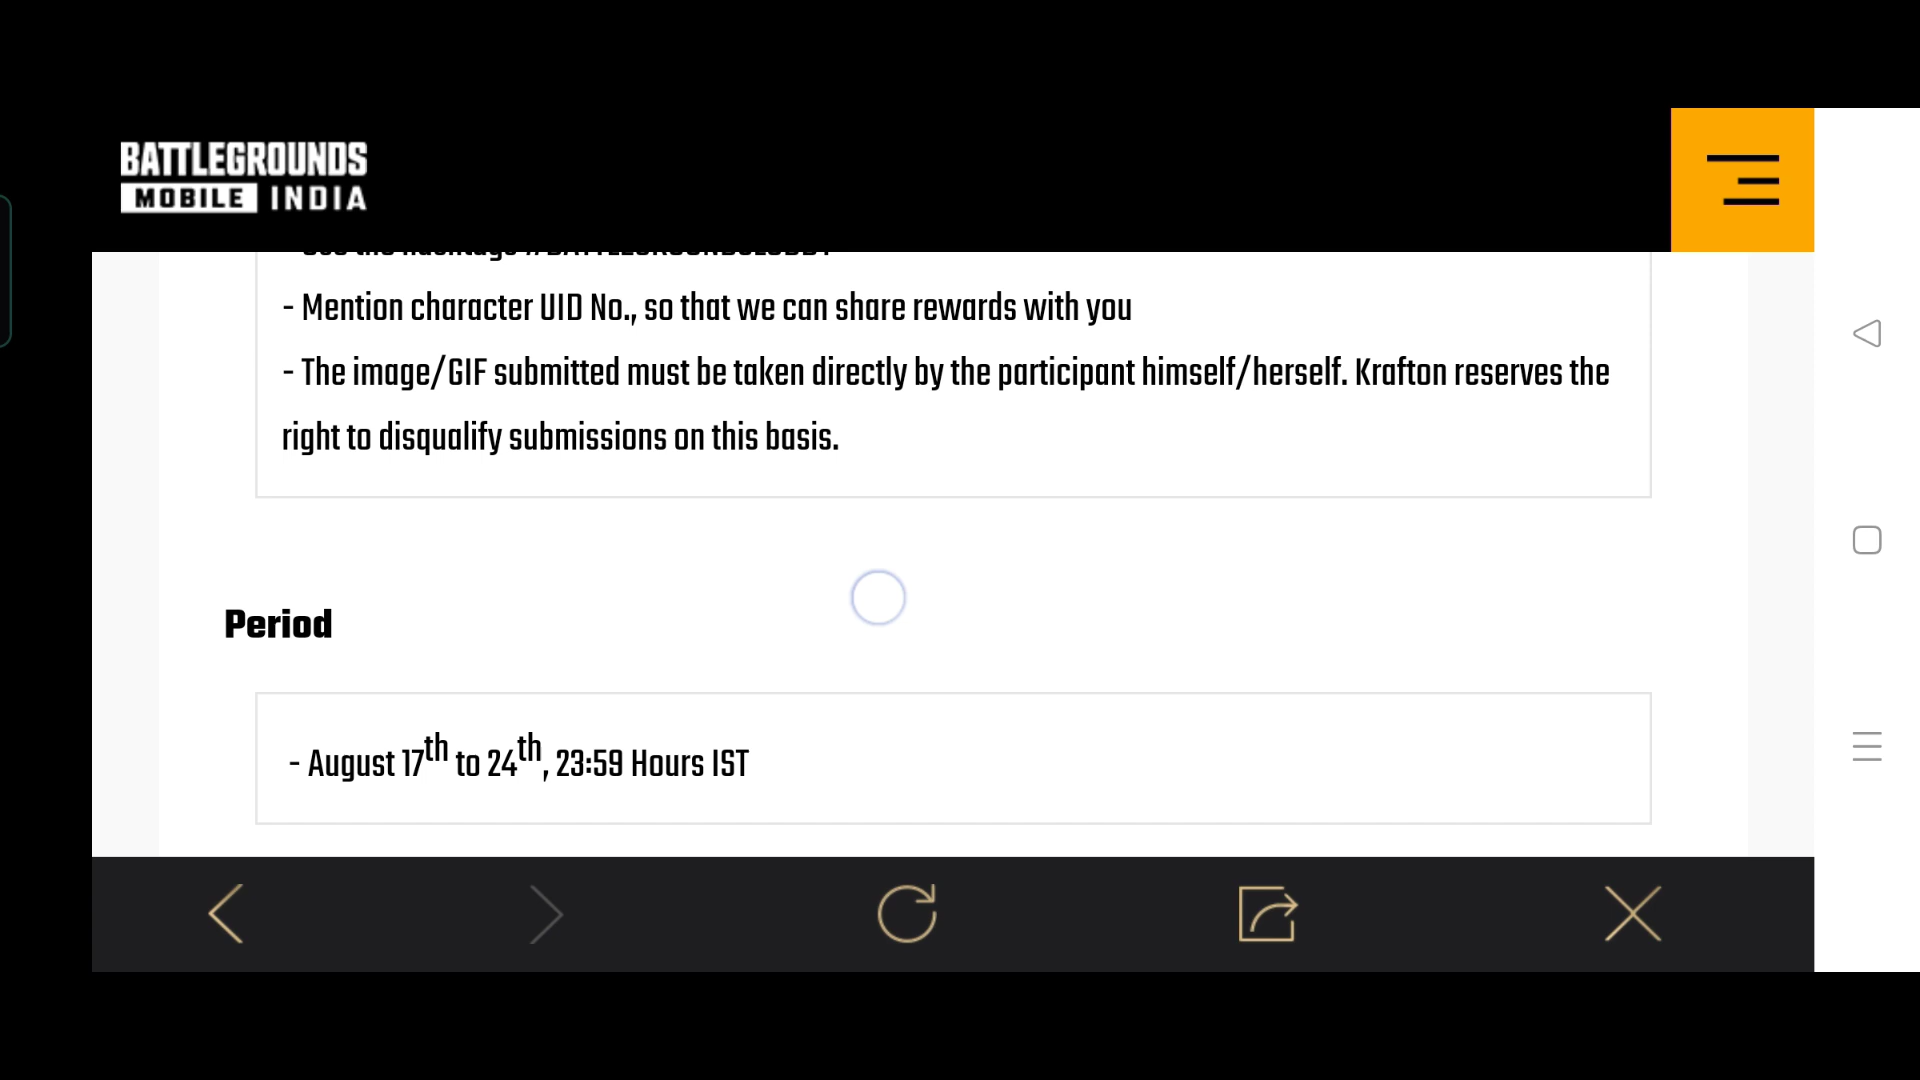 BATTLEGROUNDS
MOBILE INDIA
- Mention character UID No., so that we can share rewards with you
- The image/GIF submitted must be taken directly by the participant himself/herself. Krafton reserves the
right to disqualify submissions on this basis.
Period
- August 17th to 24th, 23:59 Hours IST